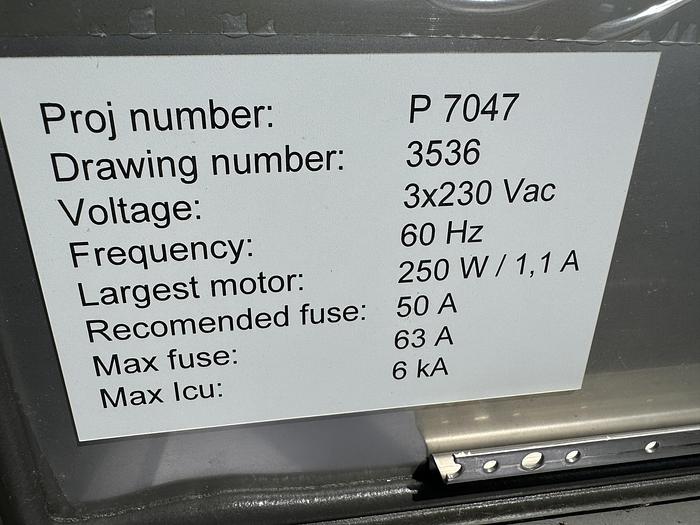 Proj number: P 7047
Drawing number: 3536
Voltage: 3x230 Vac
Frequency: 60 Hz
Largest motor: 250 W / 1,1 A
Recomended fuse: 50 A
Max fuse: 63 A
Max Icu: 6 kA